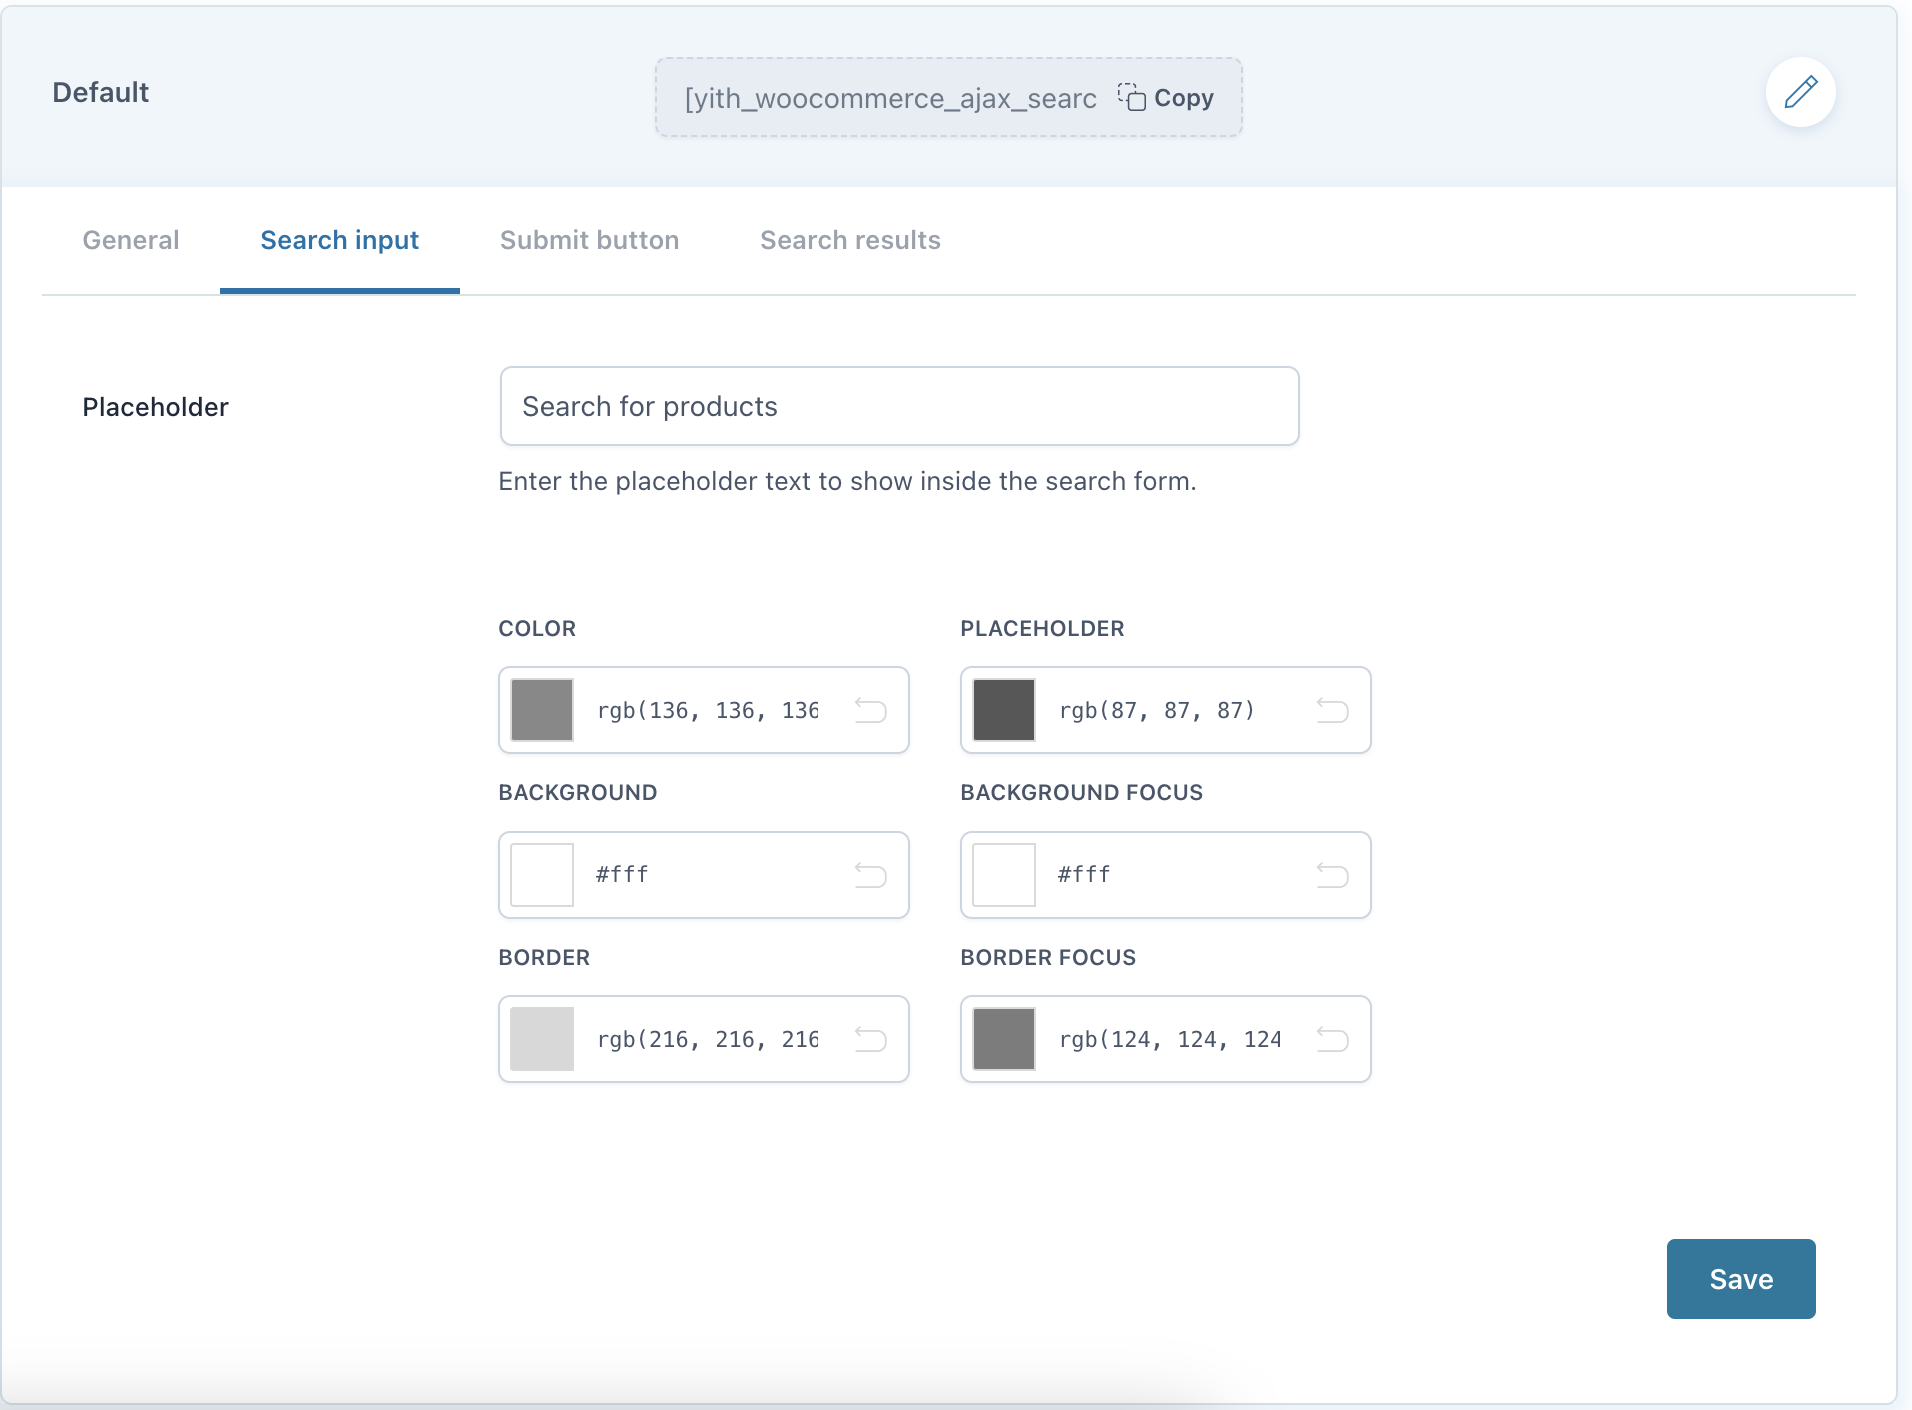 Default
[yith_woocommerce_ajax_searc
Copy
General Search input Submit button Search results
Placeholder
Search for products
Enter the placeholder text to show inside the search form.
COLOR PLACEHOLDER
rgb(136, 136, 136 rgb(87, 87, 87)
BACKGROUND BACKGROUND FOCUS
#fff #fff
BORDER BORDER FOCUS
rgb(216, 216, 216 rgb(124, 124, 124
Save